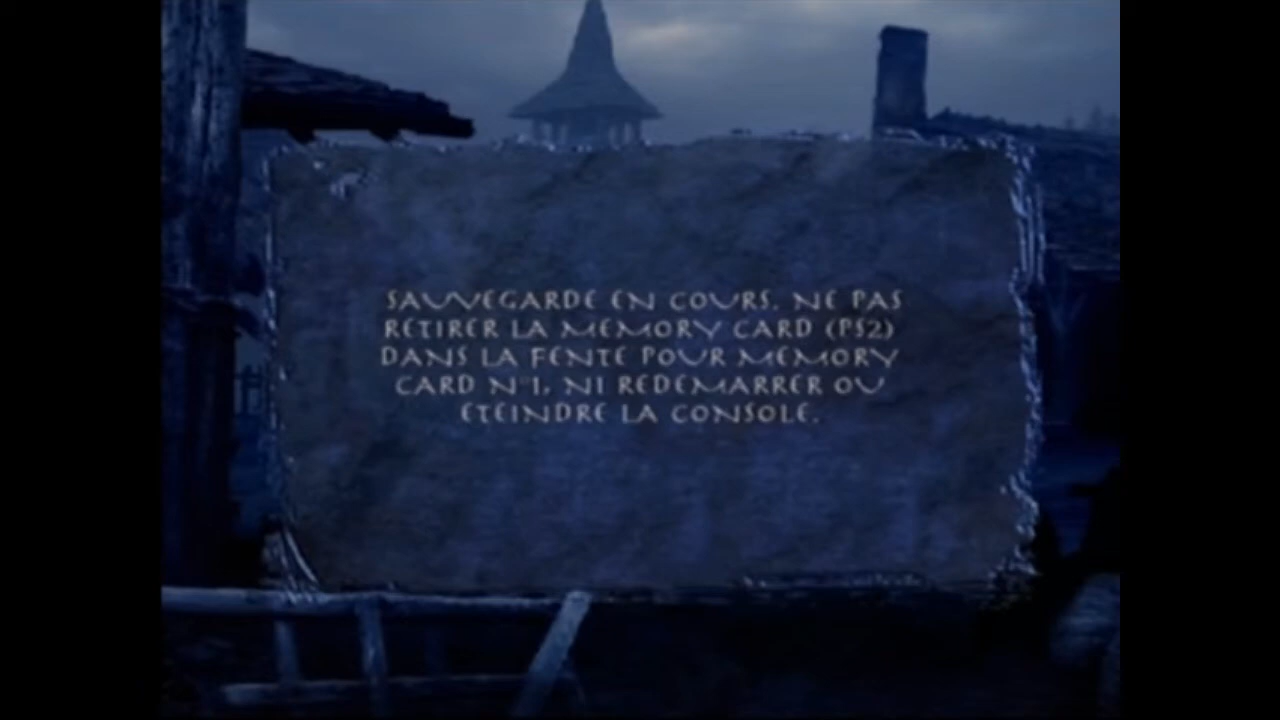 SAUVEGARDE EN COURS. NE PAS
RETIRER LA MEMORY CARD (PS2)
DANS LA FENTE POUR MEMORY
CARD N°1, NI REDEMARRER OU
ETEINDRE LA CONSOLE.